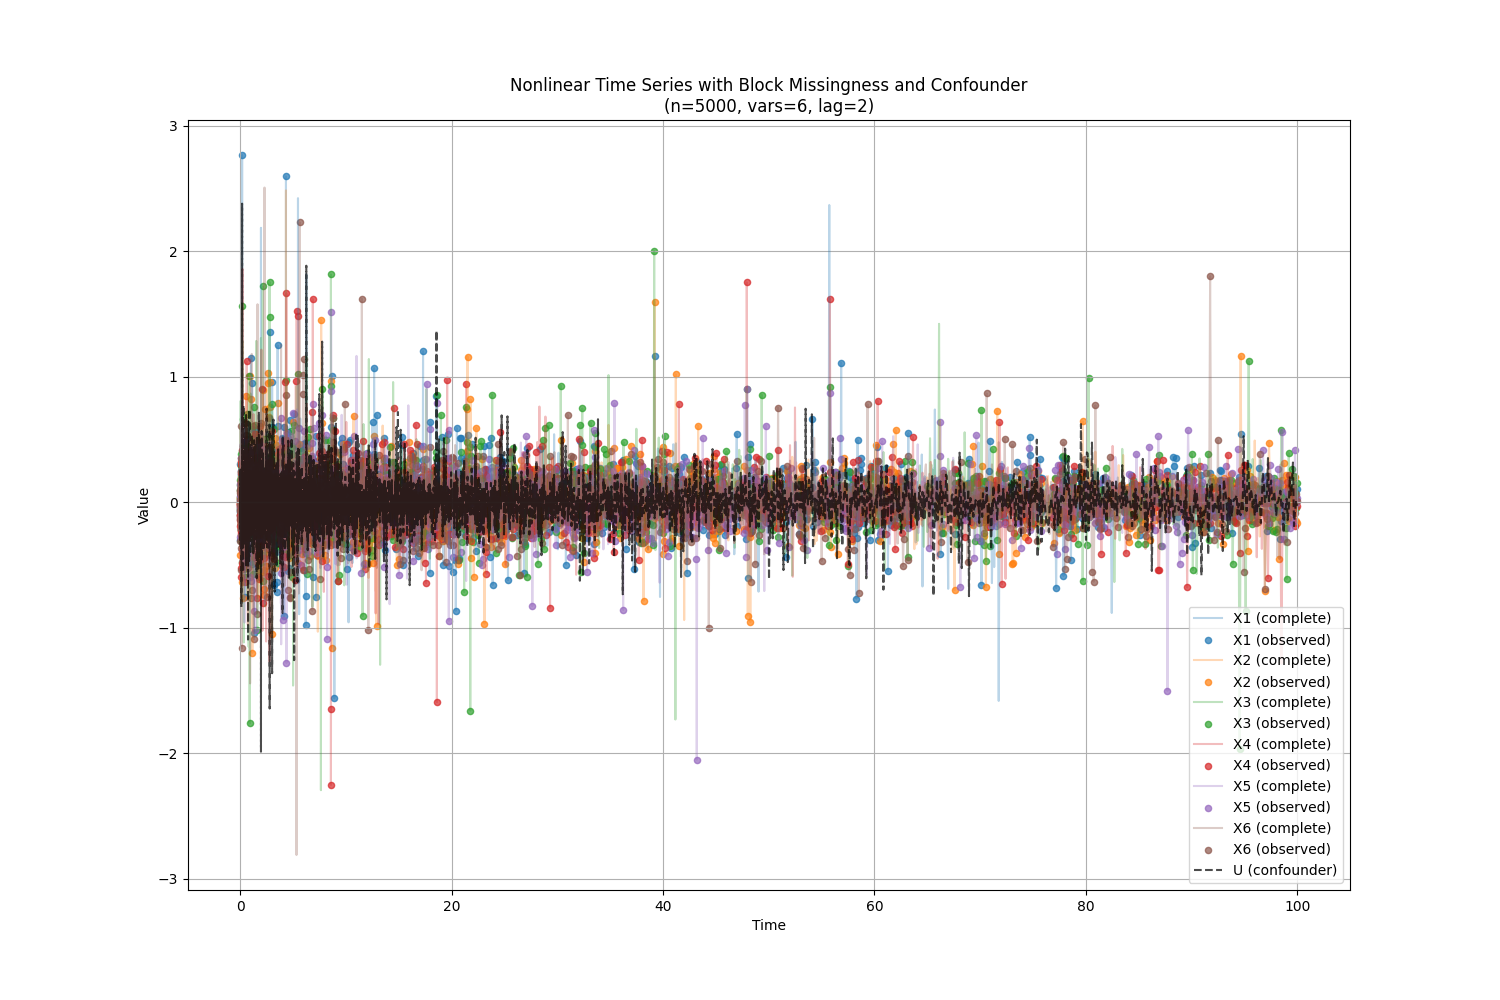 Nonlinear Time Series with Block Missingness and Confounder
(n=5000, vars=6, lag=2)
3
2
1
0
−1
−2
−3
Value
0
20
40
60
80
100
Time
X1 (complete)
X1 (observed)
X2 (complete)
X2 (observed)
X3 (complete)
X3 (observed)
X4 (complete)
X4 (observed)
X5 (complete)
X5 (observed)
X6 (complete)
X6 (observed)
U (confounder)